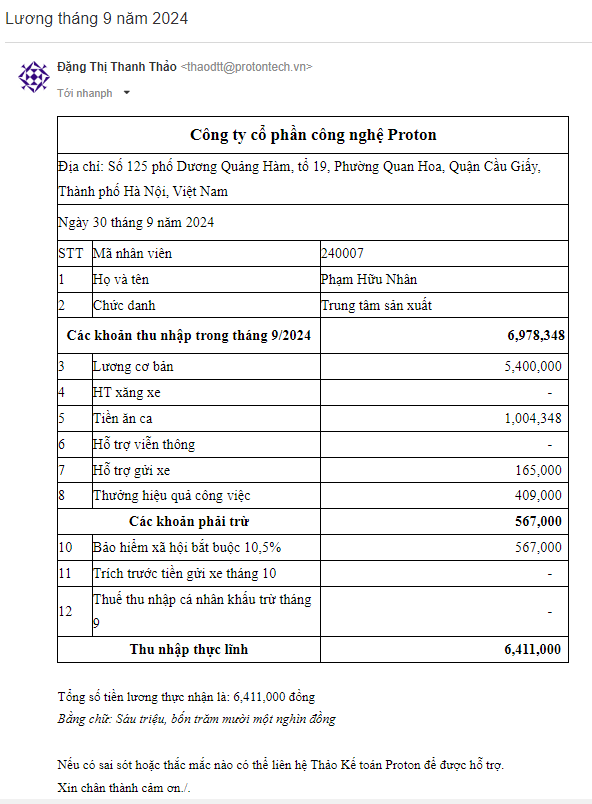 Lương tháng 9 năm 2024
Đặng Thị Thanh Thảo <thaodtt@protontech.vn>
Tới nhanph
Công ty cổ phần công nghệ Proton
Địa chỉ: Số 125 phố Dương Quảng Hàm, tổ 19, Phường Quan Hoa, Quận Cầu Giấy,
Thành phố Hà Nội, Việt Nam
Ngày 30 tháng 9 năm 2024
STT Mã nhân viên 240007
1 Họ và tên Phạm Hữu Nhân
2 Chức danh Trung tâm sản xuất
Các khoản thu nhập trong tháng 9/2024 6,978,348
3 Lương cơ bản 5,400,000
4 HT xăng xe -
5 Tiền ăn ca 1,004,348
6 Hỗ trợ viễn thông -
7 Hỗ trợ gửi xe 165,000
8 Thưởng hiệu quả công việc 409,000
Các khoản phải trừ 567,000
10 Bảo hiểm xã hội bắt buộc 10,5% 567,000
11 Trích trước tiền gửi xe tháng 10 -
12 Thuế thu nhập cá nhân khấu trừ tháng -
9
Thu nhập thực lĩnh 6,411,000
Tổng số tiền lương thực nhận là: 6,411,000 đồng
Bằng chữ: Sáu triệu, bốn trăm mười một nghìn đồng
Nếu có sai sót hoặc thắc mắc nào có thể liên hệ Thảo Kế toán Proton để được hỗ trợ.
Xin chân thành cảm ơn./.